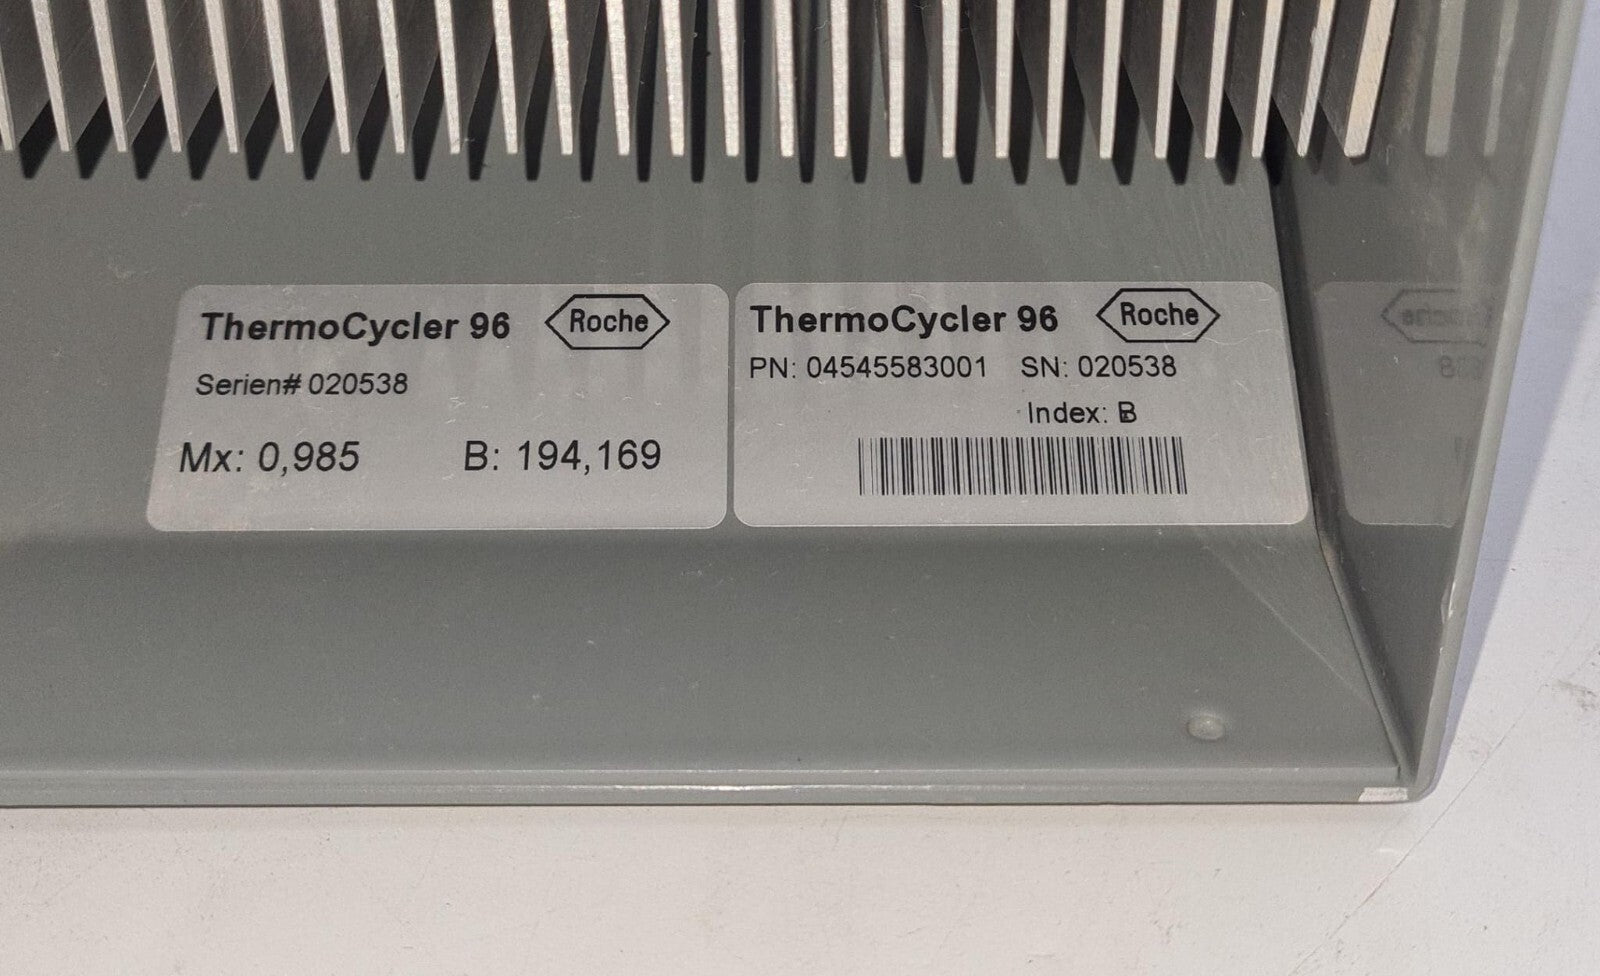 ThermoCycler 96 Roche
Serien# 020538
Mx: 0,985 B: 194,169
ThermoCycler 96 Roche
PN: 04545583001 SN: 020538
Index: B